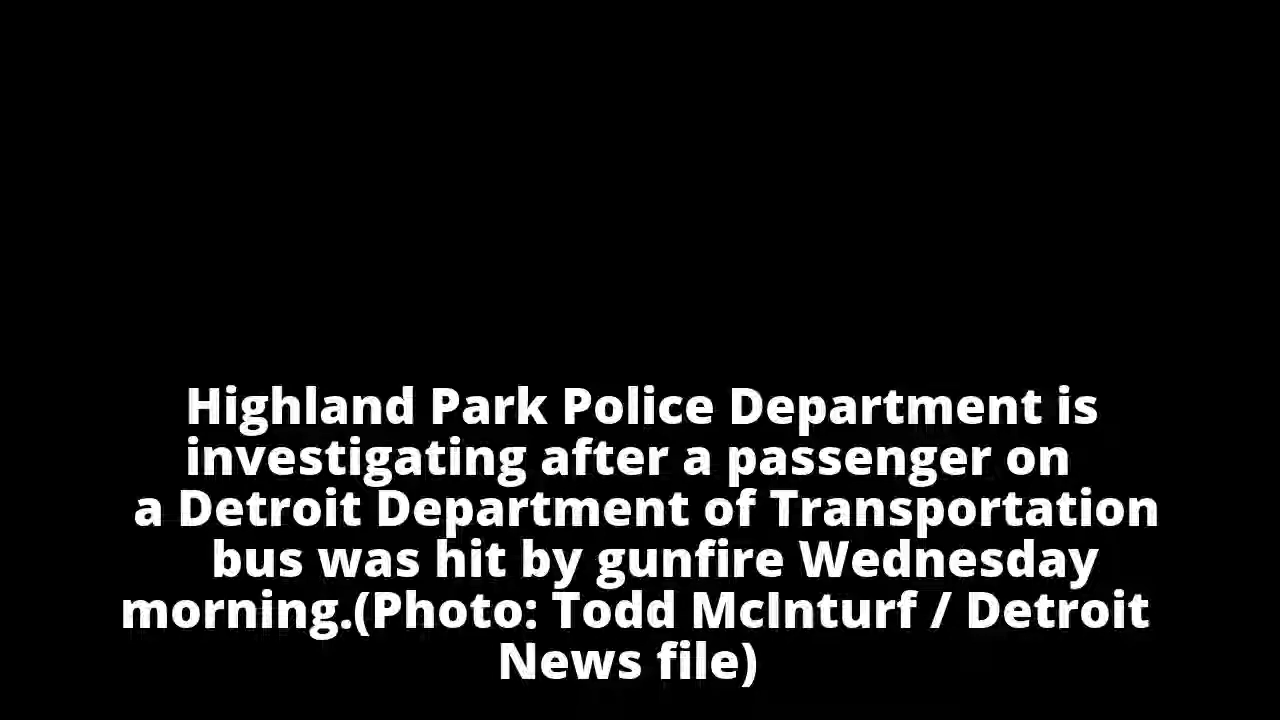 Highland Park Police Department is
investigating after a passenger on
a Detroit Department of Transportation
bus was hit by gunfire Wednesday
morning.(Photo: Todd McInturf / Detroit
News file)